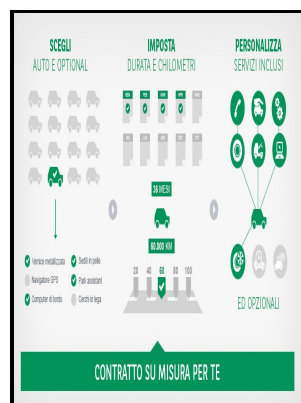 SCEGLI
AUTO E OPTIONAL
IMPOSTA
DURATA E CHILOMETRI
PERSONALIZZA
SERVIZI INCLUSI
36 MESI
60.000 KM
20 40 60 80 100
Vernice metallizzata
Sedili in pelle
Navigatore GPS
Park assistant
Computer di bordo
Cerchi in lega
ED OPZIONALI
CONTRATTO SU MISURA PER TE